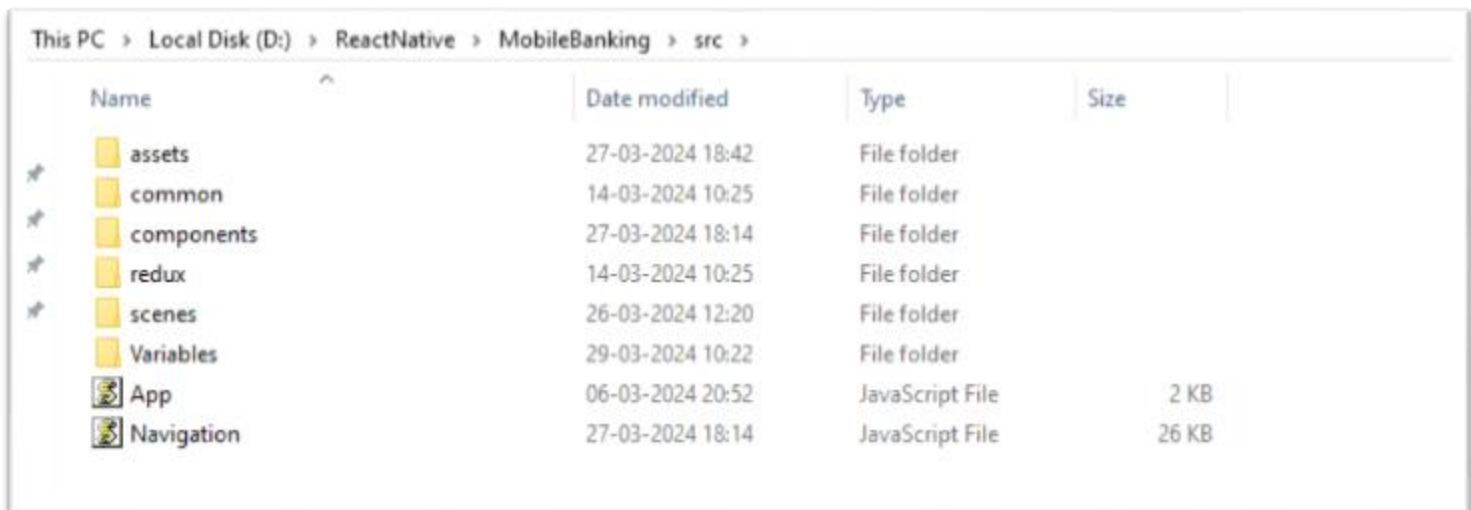 This PC > Local Disk (D:) > ReactNative > MobileBanking > src >
Name Date modified Type Size
assets 27-03-2024 18:42 File folder
common 14-03-2024 10:25 File folder
components 27-03-2024 18:14 File folder
redux 14-03-2024 10:25 File folder
scenes 26-03-2024 12:20 File folder
Variables 29-03-2024 10:22 File folder
App 06-03-2024 20:52 JavaScript File 2 KB
Navigation 27-03-2024 18:14 JavaScript File 26 KB